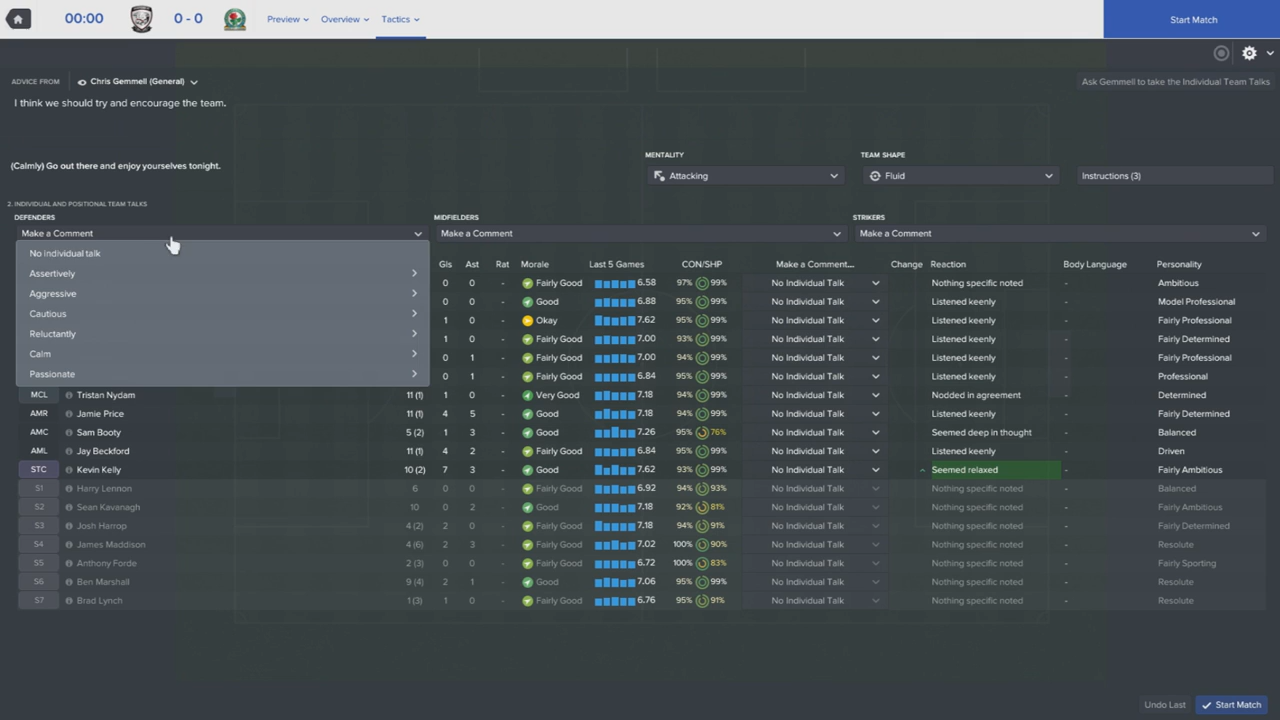 00:00 0 - 0 Preview Overview Tactics Start Match
ADVICE FROM Chris Gemmell (General) Ask Gemmell to take the Individual Team Talks
I think we should try and encourage the team.
MENTALITY TEAM SHAPE
(Calmly) Go out there and enjoy yourselves tonight.
Attacking Fluid Instructions (3)
2. INDIVIDUAL AND POSITIONAL TEAM TALKS
DEFENDERS MIDFIELDERS STRIKERS
Make a Comment Make a Comment Make a Comment
No individual talk
Assertively
Aggressive
Cautious
Reluctantly
Calm
Passionate
Gls Ast Rat Morale Last 5 Games CON/SHP Make a Comment... Change Reaction Body Language Personality
0 0 - Fairly Good 6.58 97% 99% No Individual Talk Nothing specific noted - Ambitious
0 0 - Good 6.88 95% 99% No Individual Talk Listened keenly - Model Professional
1 0 - Okay 7.62 95% 99% No Individual Talk Listened keenly - Fairly Professional
1 0 - Fairly Good 7.00 93% 99% No Individual Talk Listened keenly - Fairly Determined
0 1 - Fairly Good 7.00 94% 99% No Individual Talk Listened keenly - Fairly Professional
0 1 - Fairly Good 6.84 95% 99% No Individual Talk Listened keenly - Professional
MCL Tristan Nydam 11 (1) 1 0 - Very Good 7.18 94% 99% No Individual Talk Nodded in agreement - Determined
AMR Jamie Price 11 (1) 4 5 - Good 7.18 94% 99% No Individual Talk Listened keenly - Fairly Determined
AMC Sam Booty 5 (2) 1 3 - Good 7.26 95% 76% No Individual Talk Seemed deep in thought - Balanced
AML Jay Beckford 11 (1) 4 2 - Fairly Good 6.84 95% 99% No Individual Talk Listened keenly - Driven
STC Kevin Kelly 10 (2) 7 3 - Good 7.62 93% 99% No Individual Talk Seemed relaxed - Fairly Ambitious
S1 Harry Lennon 6 0 0 - Fairly Good 6.92 94% 93% No Individual Talk Nothing specific noted - Balanced
S2 Sean Kavanagh 10 0 2 - Good 7.18 92% 81% No Individual Talk Nothing specific noted - Fairly Ambitious
S3 Josh Harrop 4 (2) 2 0 - Fairly Good 7.18 94% 91% No Individual Talk Nothing specific noted - Fairly Determined
S4 James Maddison 4 (6) 2 3 - Fairly Good 7.02 100% 90% No Individual Talk Nothing specific noted - Resolute
S5 Anthony Forde 2 (3) 0 0 - Fairly Good 6.72 100% 83% No Individual Talk Nothing specific noted - Fairly Sporting
S6 Ben Marshall 9 (4) 2 1 - Good 7.06 95% 99% No Individual Talk Nothing specific noted - Resolute
S7 Brad Lynch 1 (3) 1 0 - Fairly Good 6.76 95% 91% No Individual Talk Nothing specific noted - Resolute
Undo Last Start Match